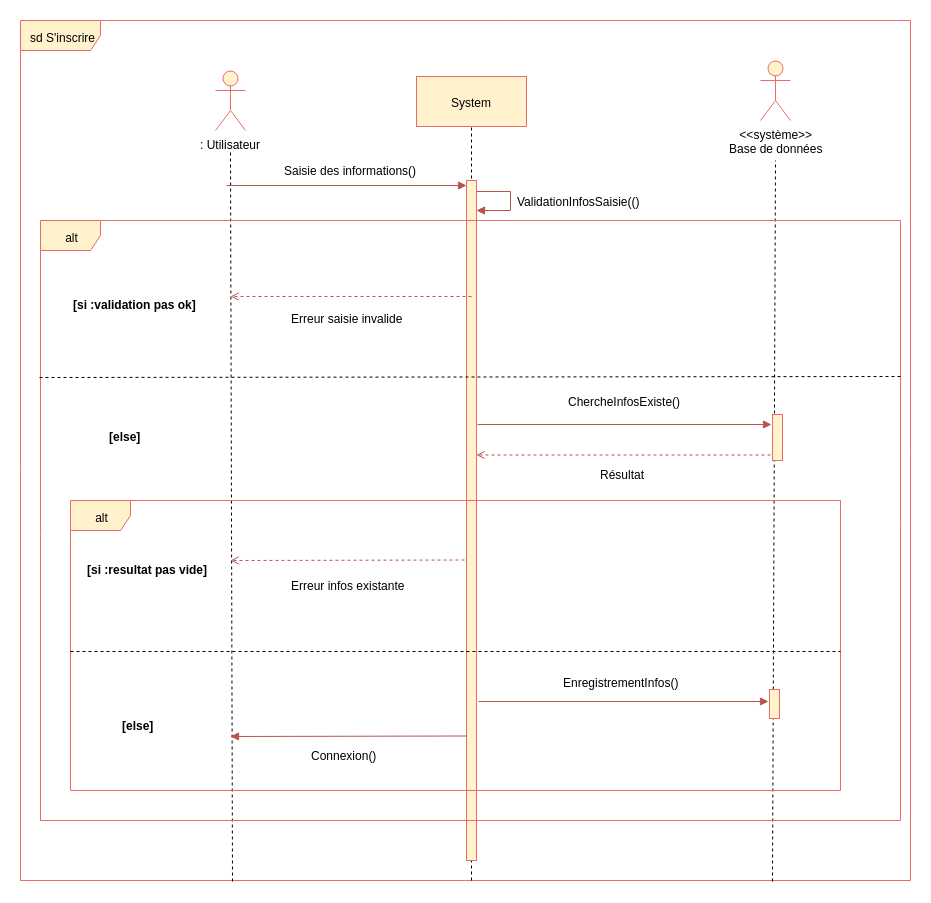 sd S'inscrire
System
<<système>>
Base de données
: Utilisateur
Saisie des informations()
ValidationInfosSaisie(()
alt
[si :validation pas ok]
Erreur saisie invalide
ChercheInfosExiste()
[else]
Résultat
alt
[si :resultat pas vide]
Erreur infos existante
EnregistrementInfos()
[else]
Connexion()